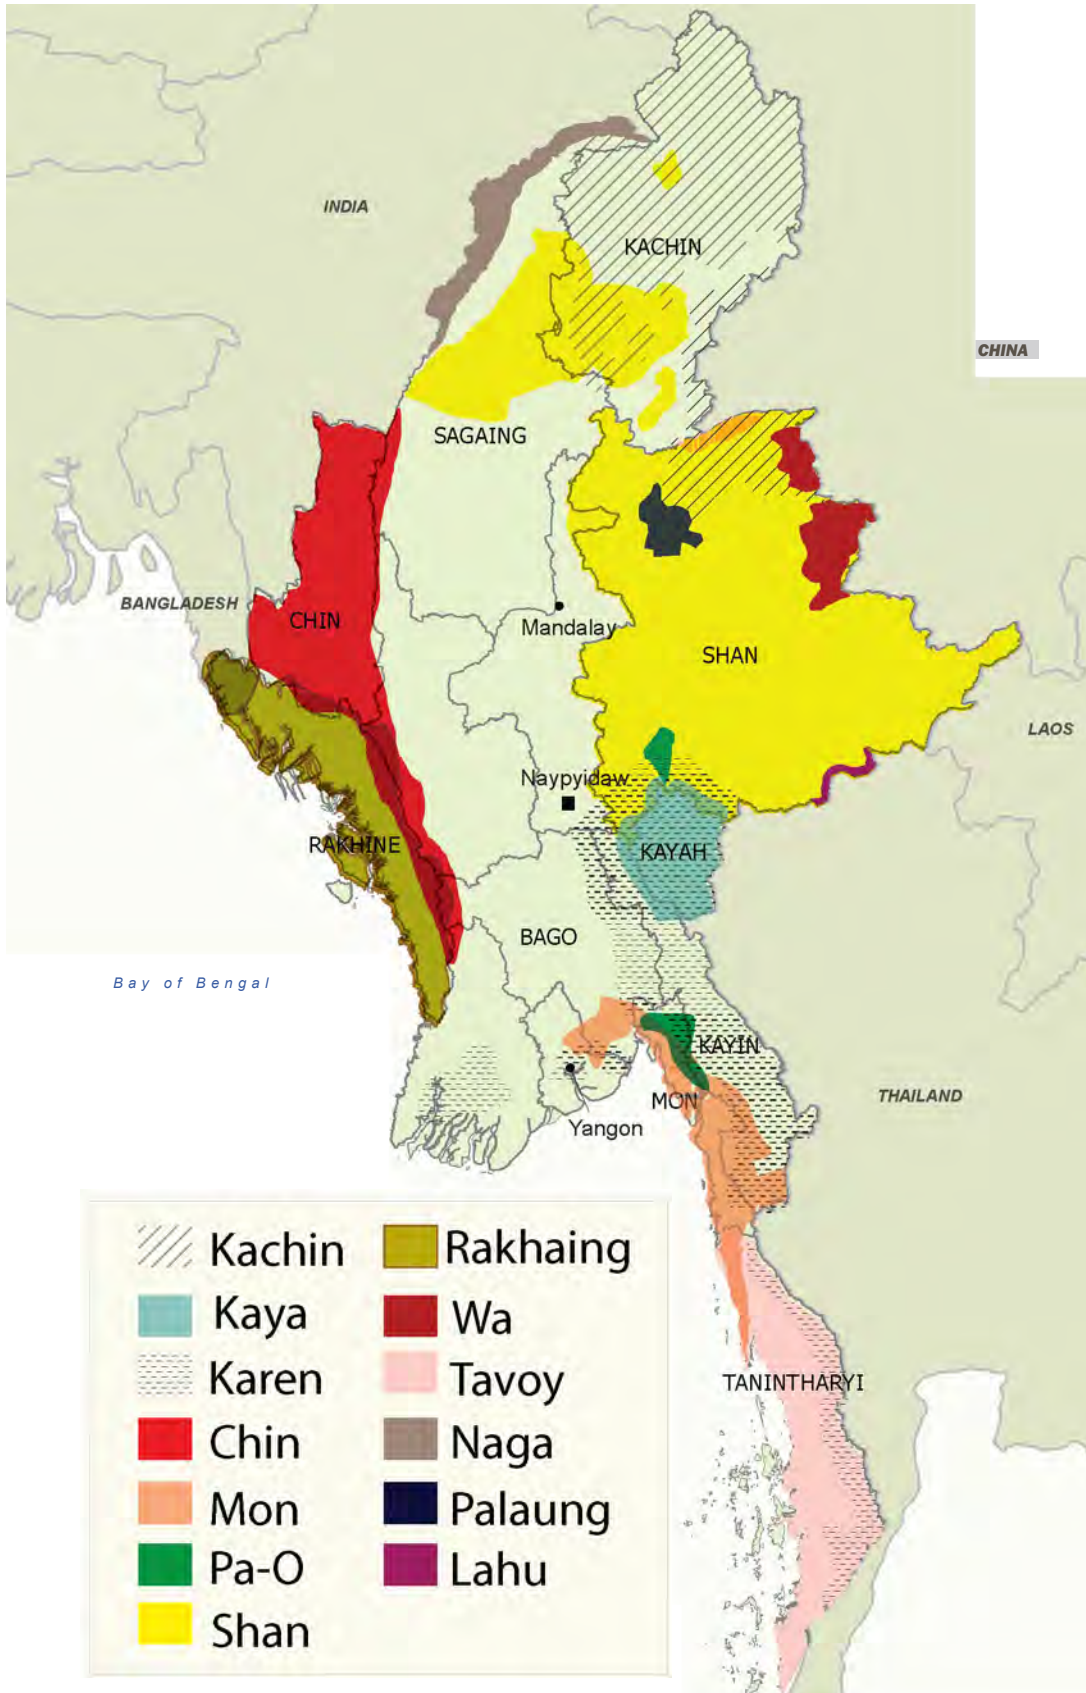 INDIA
KACHIN
CHINA
SAGAING
BANGLADESH
CHIN
Mandalay
SHAN
LAOS
Naypyidaw
RAKHINE
KAYAH
BAGO
Bay of Bengal
KAYIN
MON
THAILAND
Yangon
TANINTHARYI
Kachin
Kaya
Karen
Chin
Mon
Pa-O
Shan
Rakhaing
Wa
Tavoy
Naga
Palaung
Lahu